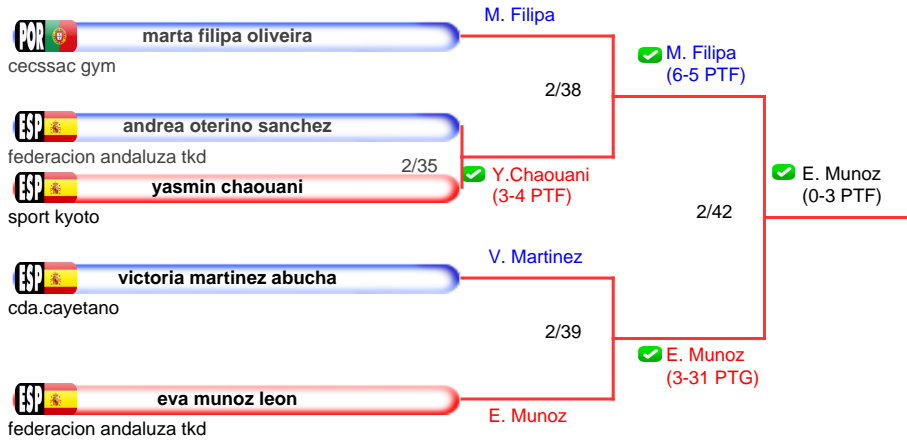 M. Filipa
POR marta filipa oliveira
cecssac gym
M. Filipa
(6-5 PTF)
2/38
ESP andrea oterino sanchez
federacion andaluza tkd
2/35
ESP yasmin chaouani
sport kyoto
Y.Chaouani
(3-4 PTF)
E. Munoz
(0-3 PTF)
2/42
V. Martinez
ESP victoria martinez abucha
cda.cayetano
2/39
E. Munoz
(3-31 PTG)
ESP eva munoz leon
federacion andaluza tkd
E. Munoz